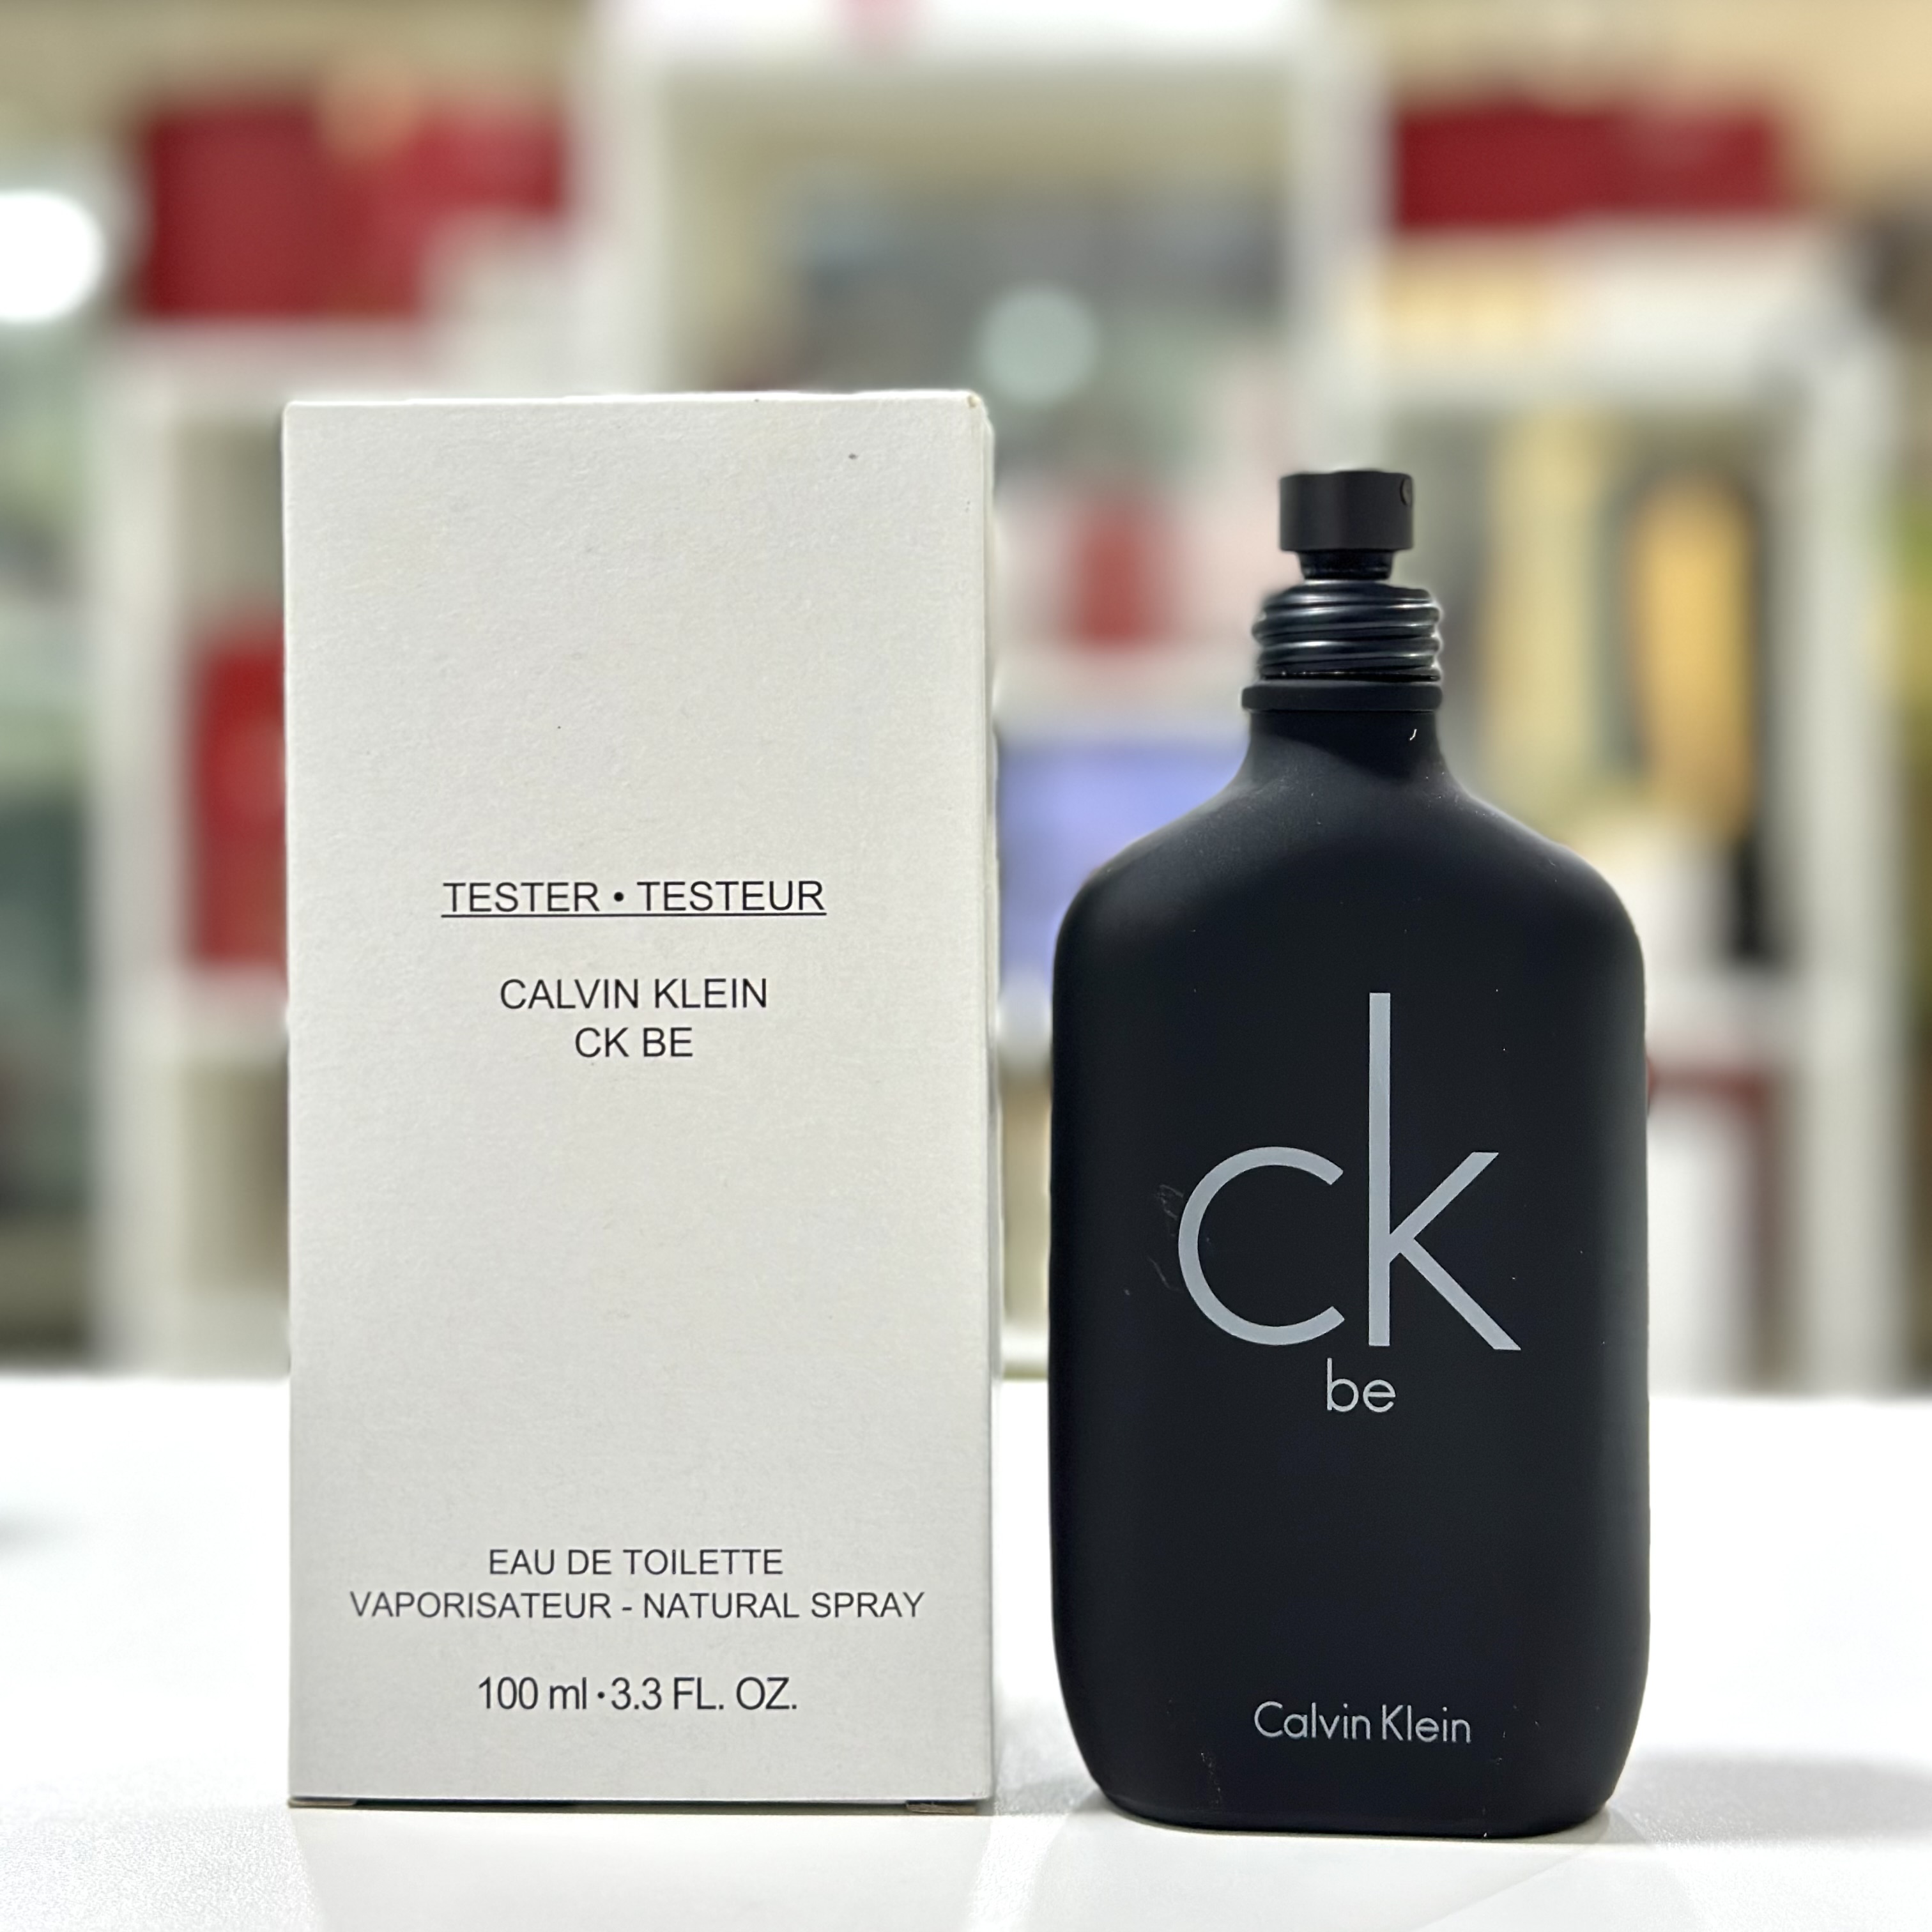 TESTER • TESTEUR
CALVIN KLEIN
CK BE
EAU DE TOILETTE
VAPORISATEUR - NATURAL SPRAY
100 ml • 3.3 FL. OZ.
ck
be
Calvin Klein